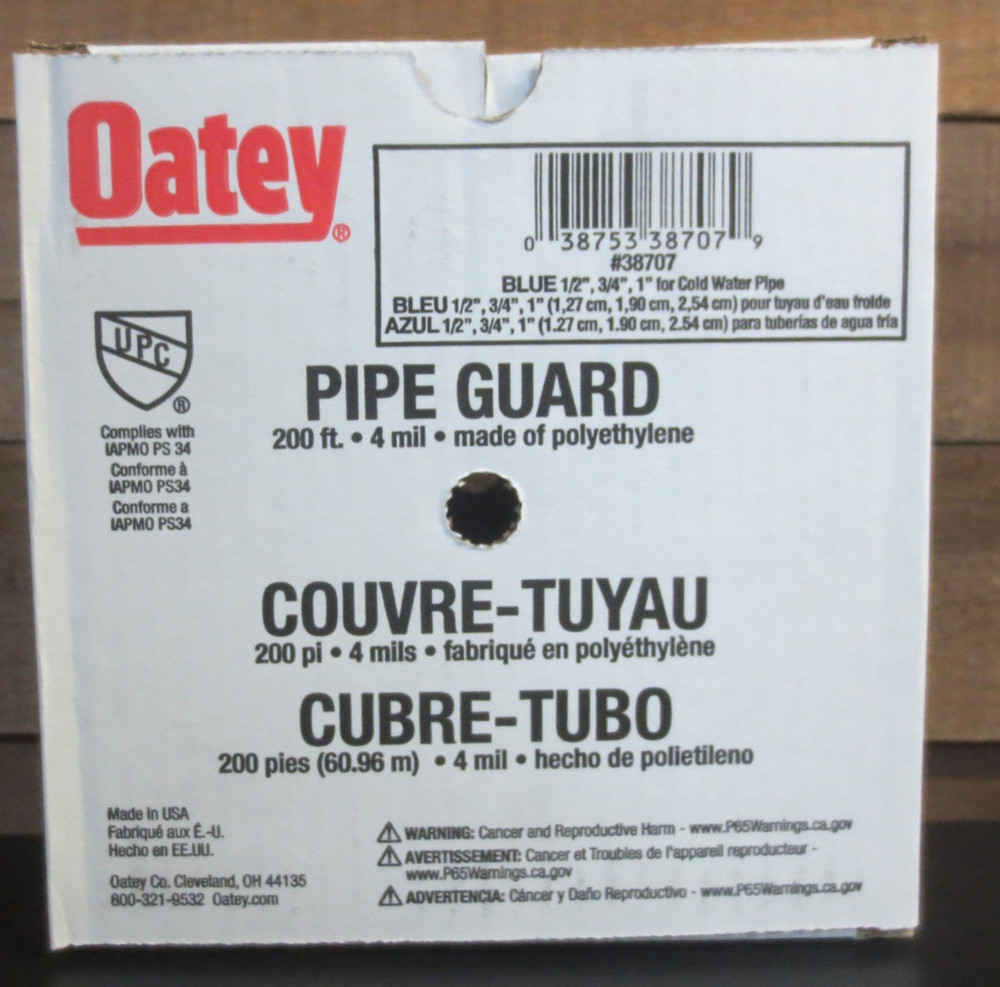 Oatey®
0 38753 38707 9
#38707
BLUE 1/2", 3/4", 1" for Cold Water Pipe
BLEU 1/2", 3/4", 1" (1,27 cm, 1,90 cm, 2,54 cm) pour tuyau d'eau froide
AZUL 1/2", 3/4", 1" (1.27 cm, 1.90 cm, 2.54 cm) para tuberías de agua fría
UPC®
Complies with
IAPMO PS 34
Conforme à
IAPMO PS34
Conforme a
IAPMO PS34
PIPE GUARD
200 ft. • 4 mil • made of polyethylene
COUVRE-TUYAU
200 pi • 4 mils • fabriqué en polyéthylène
CUBRE-TUBO
200 pies (60.96 m) • 4 mil • hecho de polietileno
Made in USA
Fabriqué aux É.-U.
Hecho en EE.UU.
Oatey Co. Cleveland, OH 44135
800-321-9532 Oatey.com
⚠ WARNING: Cancer and Reproductive Harm - www.P65Warnings.ca.gov
⚠ AVERTISSEMENT: Cancer et Troubles de l'appareil reproducteur -
www.P65Warnings.ca.gov
⚠ ADVERTENCIA: Cáncer y Daño Reproductivo - www.P65Warnings.ca.gov